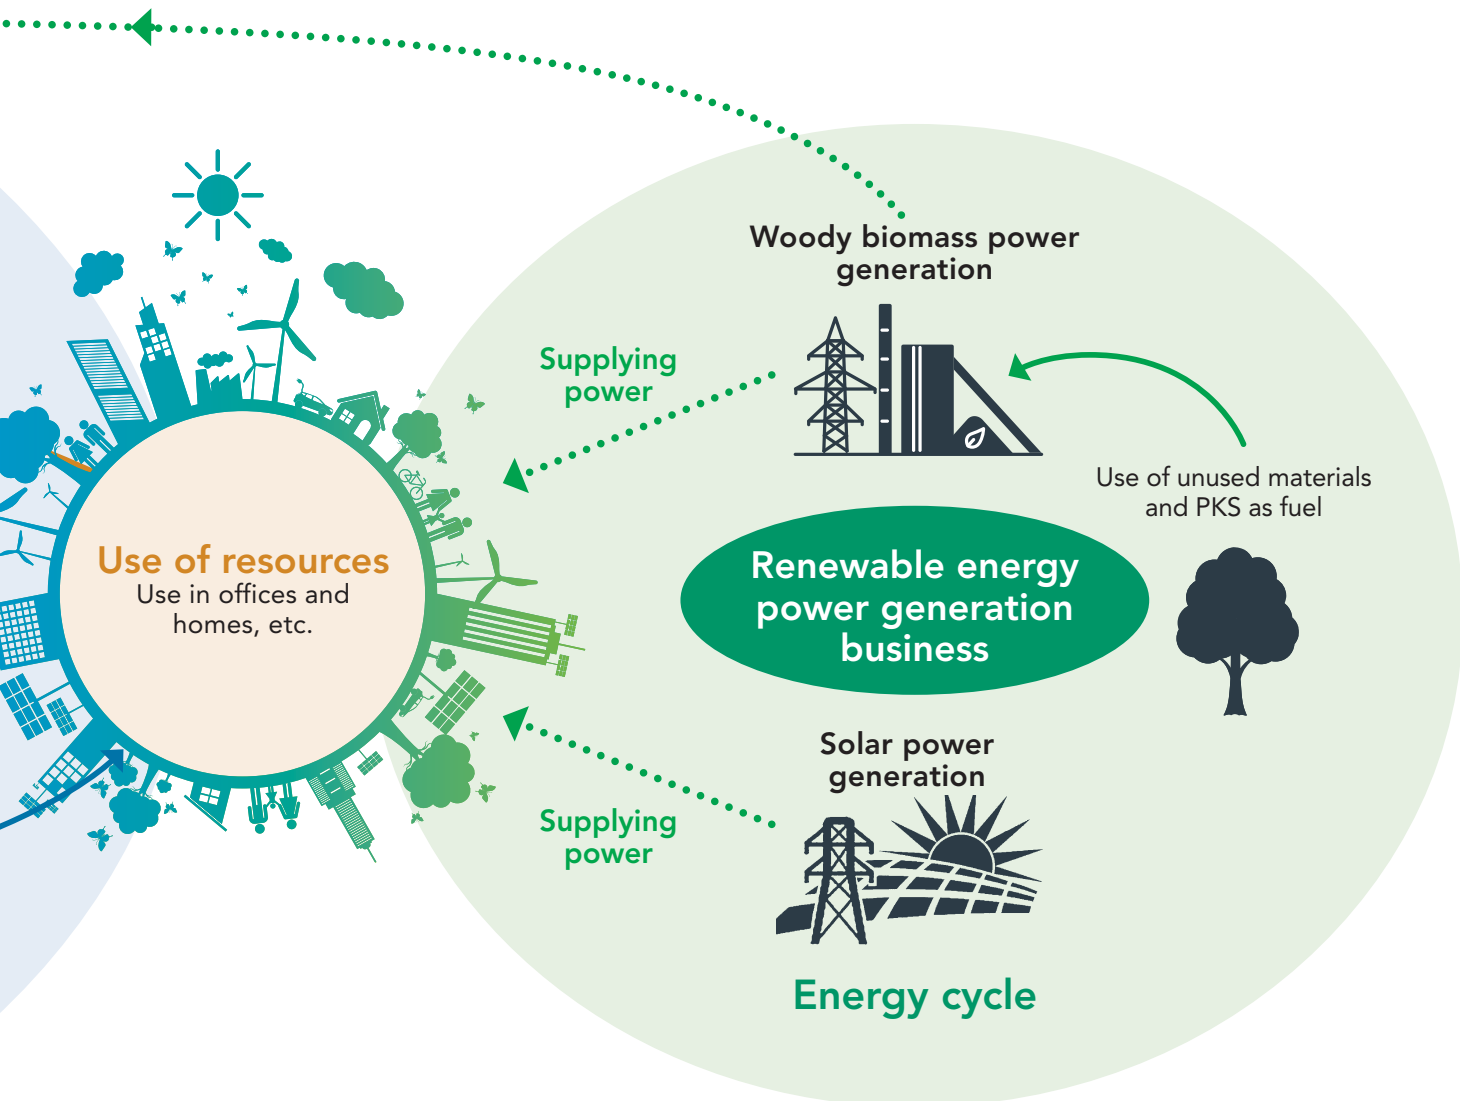 Woody biomass power
generation
Supplying
power
Use of unused materials
and PKS as fuel
Use of resources
Use in offices and
homes, etc.
Renewable energy
power generation
business
Solar power
generation
Supplying
power
Energy cycle